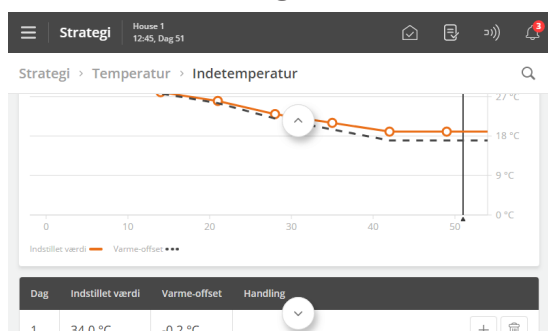 Strategi
House 1
12:45, Dag 51
3
Strategi > Temperatur > Indetemperatur
27 °C
18 °C
9 °C
0 °C
0 10 20 30 40 50
Indstillet værdi Varme-offset
Dag Indstillet værdi Varme-offset Handling
1 34.0 °C -0.2 °C